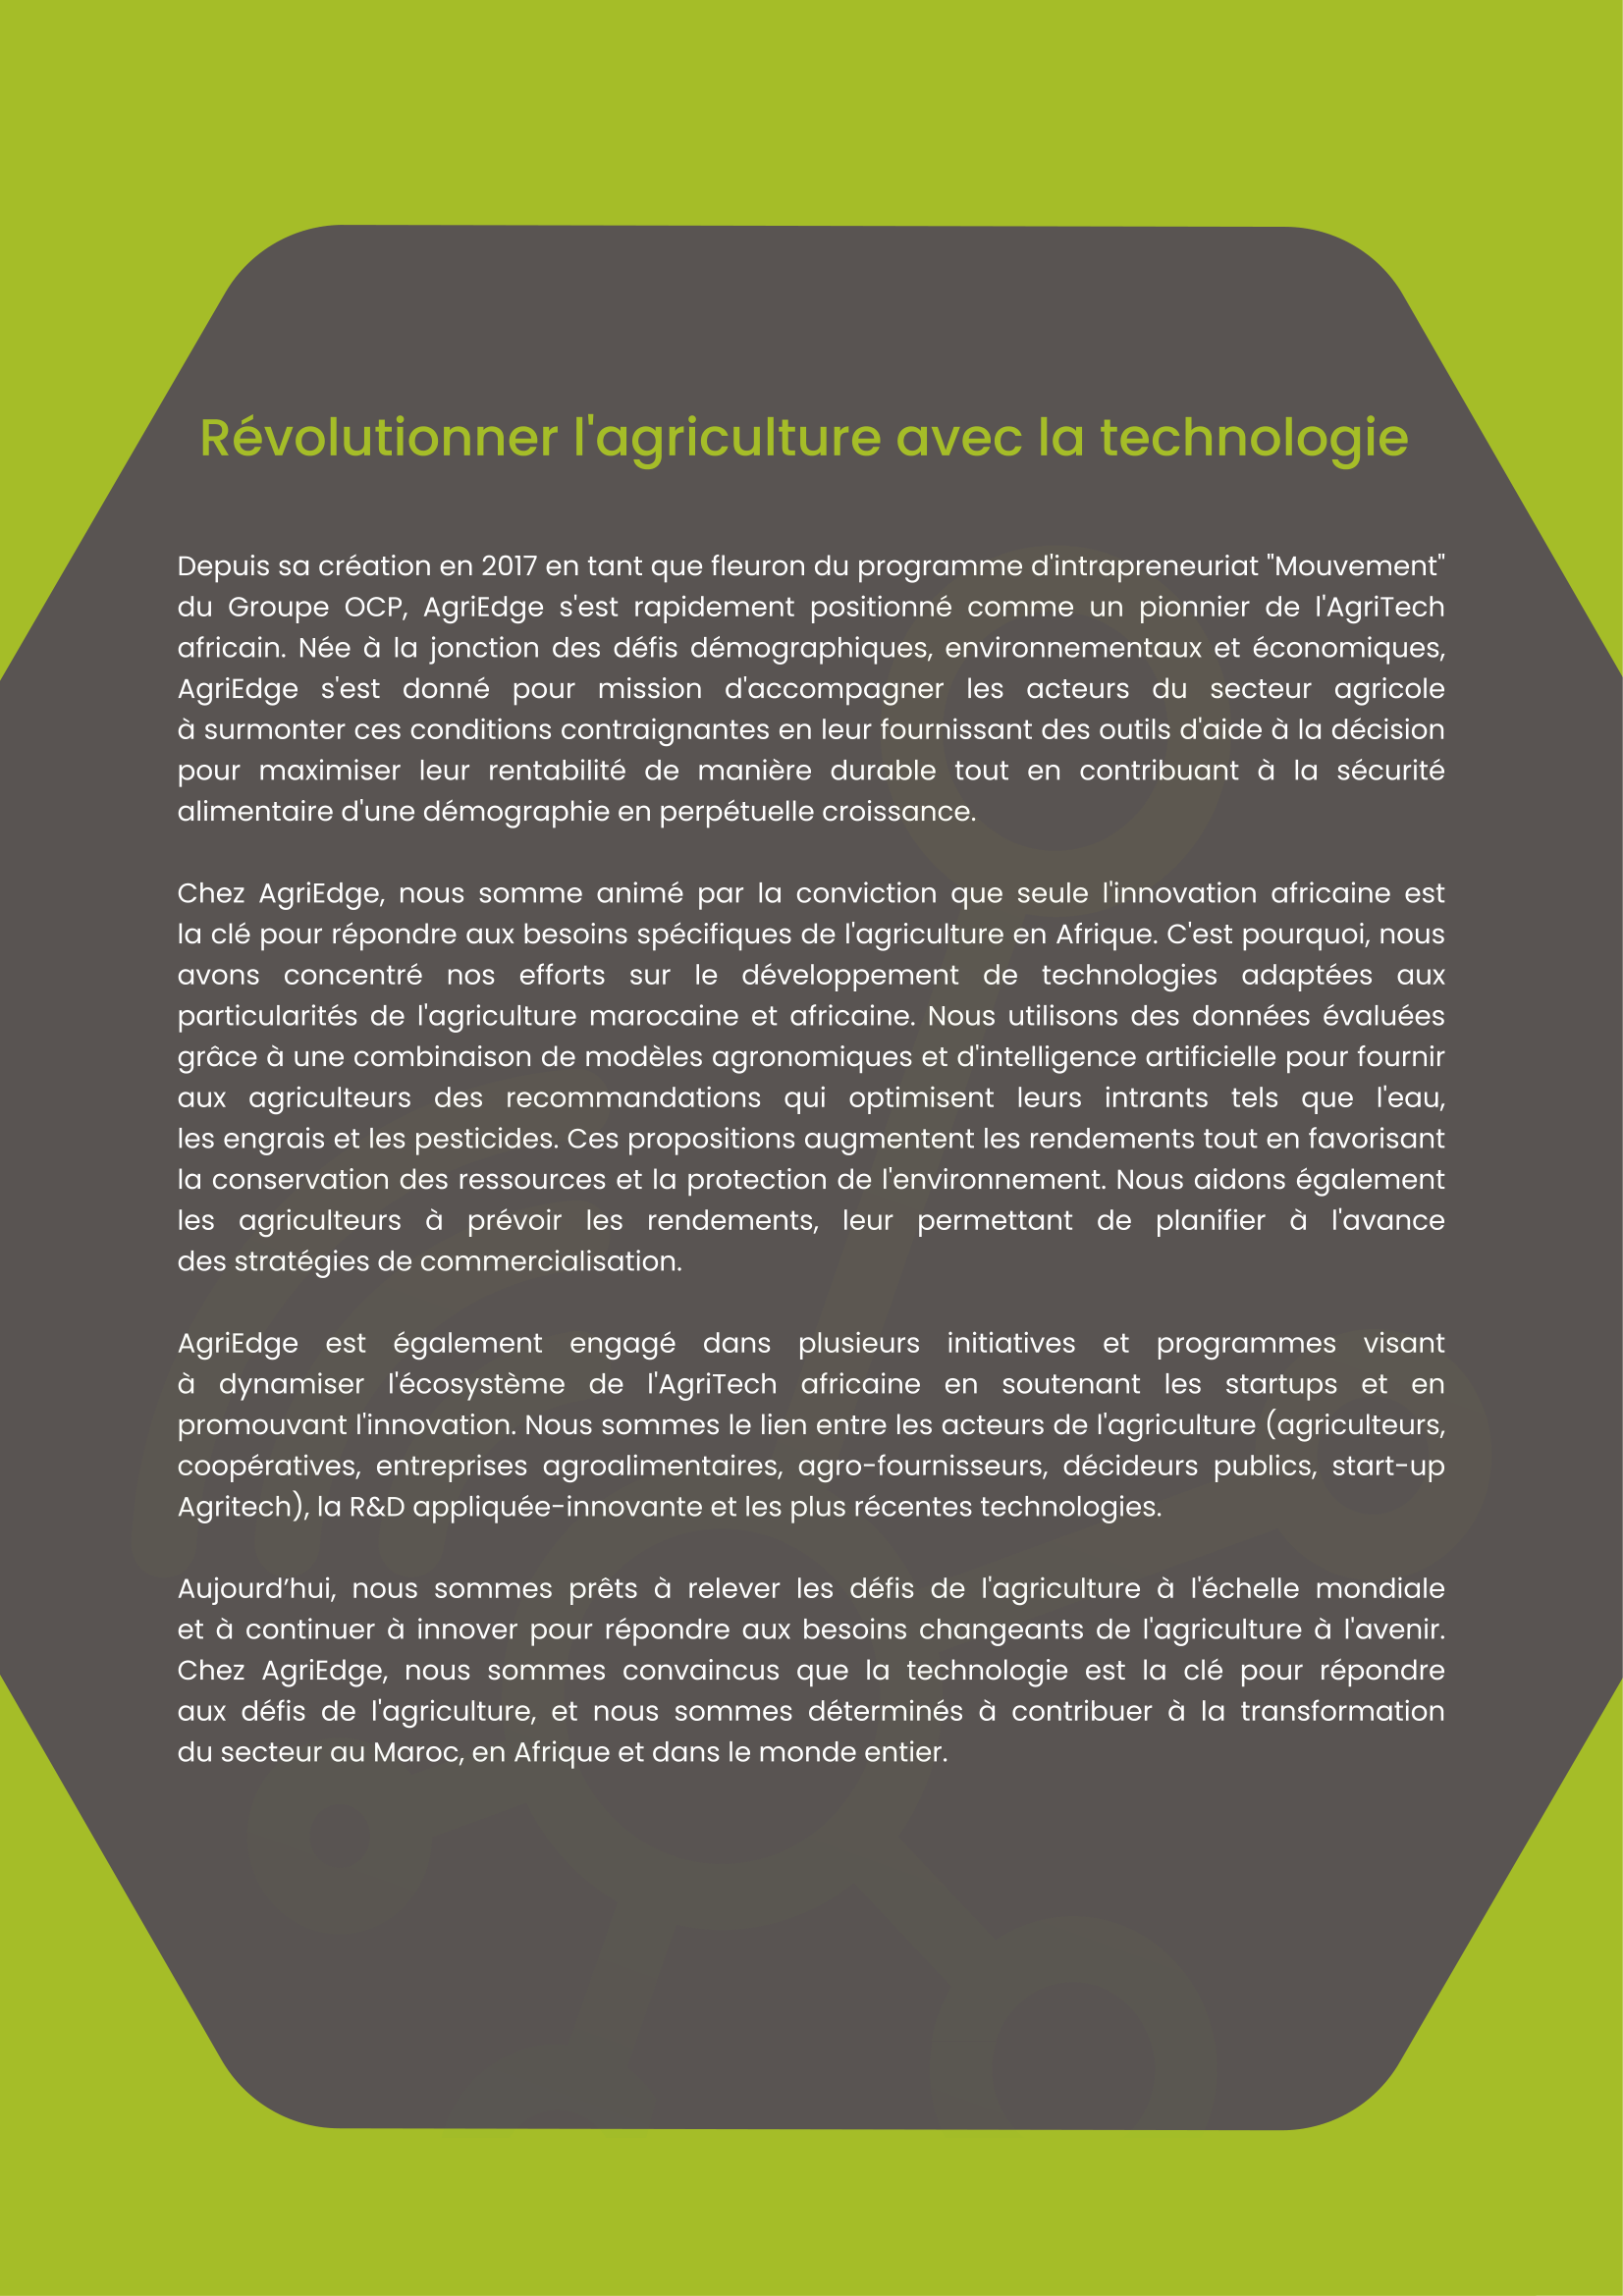 Révolutionner l'agriculture avec la technologie
Depuis sa création en 2017 en tant que fleuron du programme d'intrapreneuriat "Mouvement"
du Groupe OCP, AgriEdge s'est rapidement positionné comme un pionnier de l'AgriTech
africain. Née à la jonction des défis démographiques, environnementaux et économiques,
AgriEdge s'est donné pour mission d'accompagner les acteurs du secteur agricole
à surmonter ces conditions contraignantes en leur fournissant des outils d'aide à la décision
pour maximiser leur rentabilité de manière durable tout en contribuant à la sécurité
alimentaire d'une démographie en perpétuelle croissance.
Chez AgriEdge, nous somme animé par la conviction que seule l'innovation africaine est
la clé pour répondre aux besoins spécifiques de l'agriculture en Afrique. C'est pourquoi, nous
avons concentré nos efforts sur le développement de technologies adaptées aux
particularités de l'agriculture marocaine et africaine. Nous utilisons des données évaluées
grâce à une combinaison de modèles agronomiques et d'intelligence artificielle pour fournir
aux agriculteurs des recommandations qui optimisent leurs intrants tels que l'eau,
les engrais et les pesticides. Ces propositions augmentent les rendements tout en favorisant
la conservation des ressources et la protection de l'environnement. Nous aidons également
les agriculteurs à prévoir les rendements, leur permettant de planifier à l'avance
des stratégies de commercialisation.
AgriEdge est également engagé dans plusieurs initiatives et programmes visant
à dynamiser l'écosystème de l'AgriTech africaine en soutenant les startups et en
promouvant l'innovation. Nous sommes le lien entre les acteurs de l'agriculture (agriculteurs,
coopératives, entreprises agroalimentaires, agro-fournisseurs, décideurs publics, start-up
Agritech), la R&D appliquée-innovante et les plus récentes technologies.
Aujourd’hui, nous sommes prêts à relever les défis de l'agriculture à l'échelle mondiale
et à continuer à innover pour répondre aux besoins changeants de l'agriculture à l'avenir.
Chez AgriEdge, nous sommes convaincus que la technologie est la clé pour répondre
aux défis de l'agriculture, et nous sommes déterminés à contribuer à la transformation
du secteur au Maroc, en Afrique et dans le monde entier.